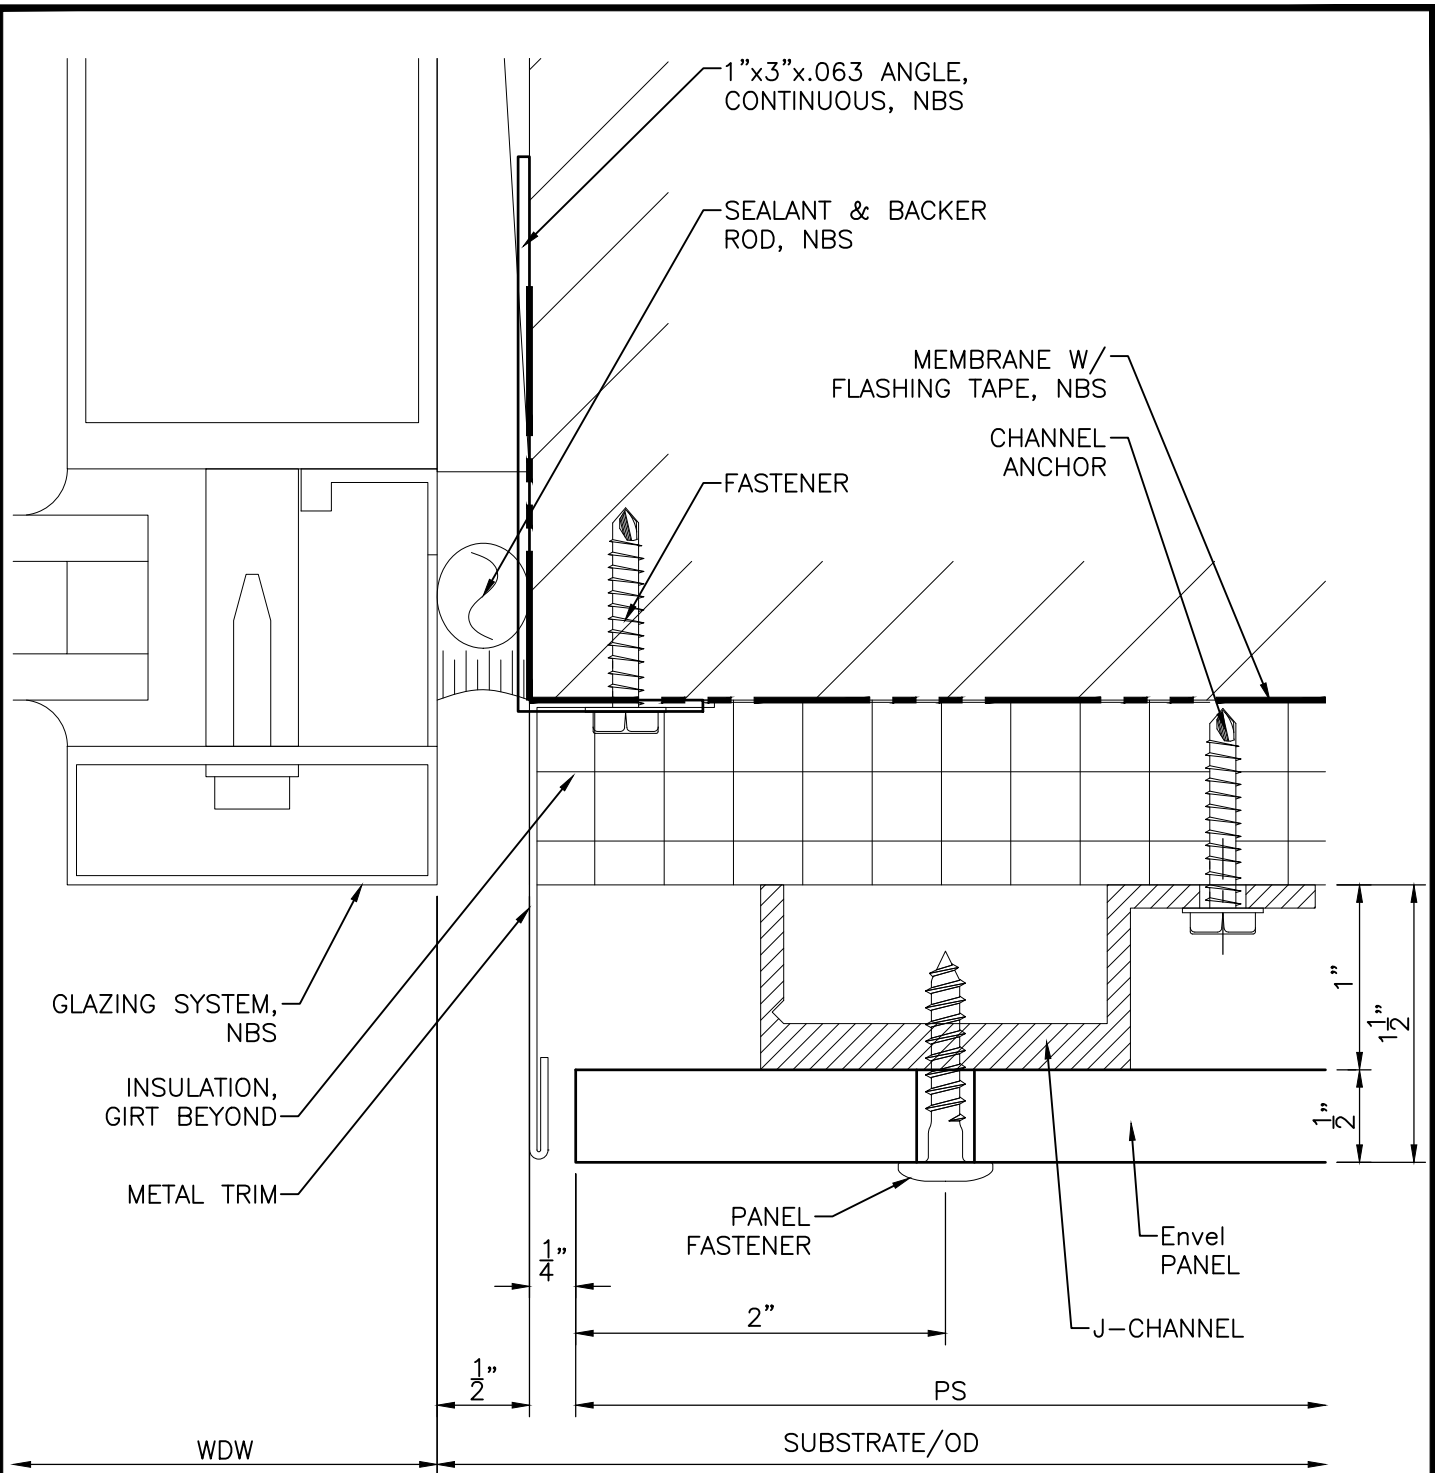 1"x3"x.063 ANGLE,
CONTINUOUS, NBS
SEALANT & BACKER
ROD, NBS
MEMBRANE W/
FLASHING TAPE, NBS
CHANNEL
ANCHOR
FASTENER
GLAZING SYSTEM,
NBS
INSULATION,
GIRT BEYOND
METAL TRIM
1"
1 1/2"
1/2"
PANEL
FASTENER
Envel
PANEL
J-CHANNEL
1/4"
2"
1/2"
PS
WDW
SUBSTRATE/OD